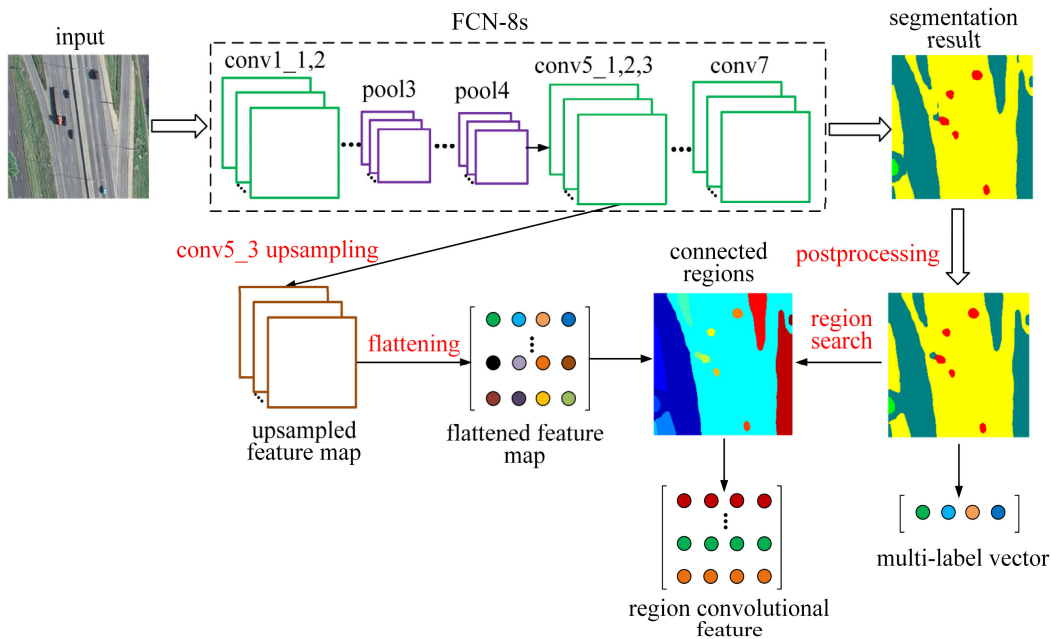 FCN-8s
input
segmentation
result
conv1_1,2
pool3
pool4
conv5_1,2,3
conv7
conv5_3 upsampling
connected
regions
postprocessing
flattening
region
search
upsampled
feature map
flattened feature
map
multi-label vector
region convolutional
feature